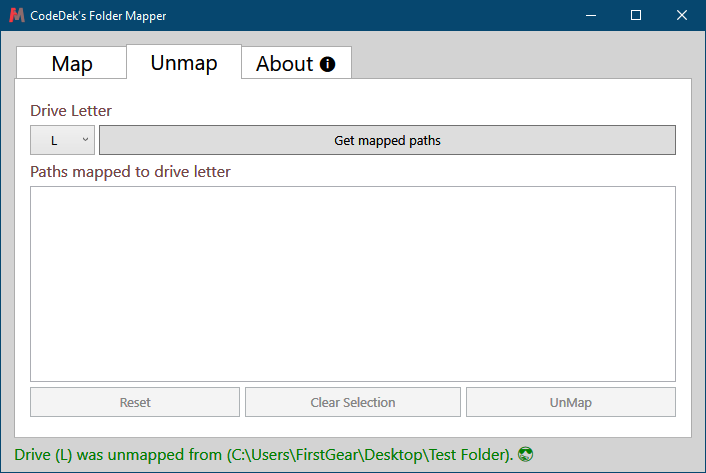 CodeDek's Folder Mapper
Map Unmap About
Drive Letter
L Get mapped paths
Paths mapped to drive letter
Reset Clear Selection UnMap
Drive (L) was unmapped from (C:\Users\FirstGear\Desktop\Test Folder). 😎